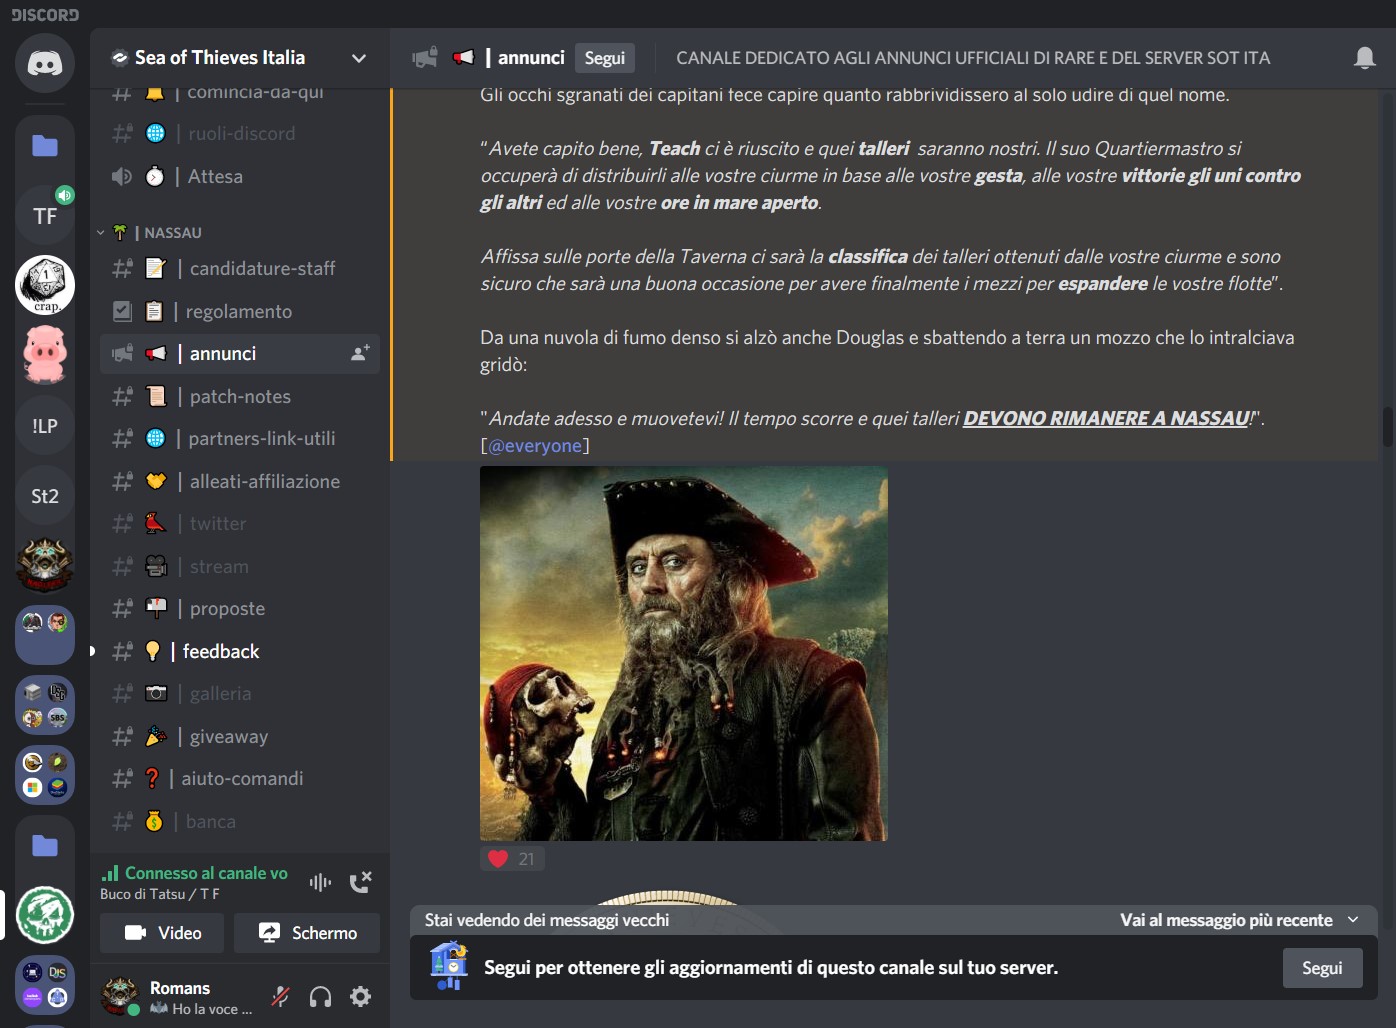 DISCORD
Sea of Thieves Italia
| annunci
Segui
CANALE DEDICATO AGLI ANNUNCI UFFICIALI DI RARE E DEL SERVER SOT ITA
| comincia-da-qui
| ruoli-discord
| Attesa
TF
| NASSAU
| candidature-staff
crap.
| regolamento
| annunci
| patch-notes
!LP
| partners-link-utili
| alleati-affiliazione
St2
| twitter
| stream
| proposte
| feedback
| galleria
SBS
| giveaway
| aiuto-comandi
| banca
Connesso al canale vo
Buco di Tatsu / T F
Video
Schermo
DJS
Romans
Ho la voce ...
Gli occhi sgranati dei capitani fece capire quanto rabbrividissero al solo udire di quel nome.
“Avete capito bene, Teach ci è riuscito e quei talleri saranno nostri. Il suo Quartiermastro si
occuperà di distribuirli alle vostre ciurme in base alle vostre gesta, alle vostre vittorie gli uni contro
gli altri ed alle vostre ore in mare aperto.
Affissa sulle porte della Taverna ci sarà la classifica dei talleri ottenuti dalle vostre ciurme e sono
sicuro che sarà una buona occasione per avere finalmente i mezzi per espandere le vostre flotte”.
Da una nuvola di fumo denso si alzò anche Douglas e sbattendo a terra un mozzo che lo intralciava
gridò:
"Andate adesso e muovetevi! Il tempo scorre e quei talleri DEVONO RIMANERE A NASSAU!".
[@everyone]
21
Stai vedendo dei messaggi vecchi
Vai al messaggio più recente
Segui per ottenere gli aggiornamenti di questo canale sul tuo server.
Segui